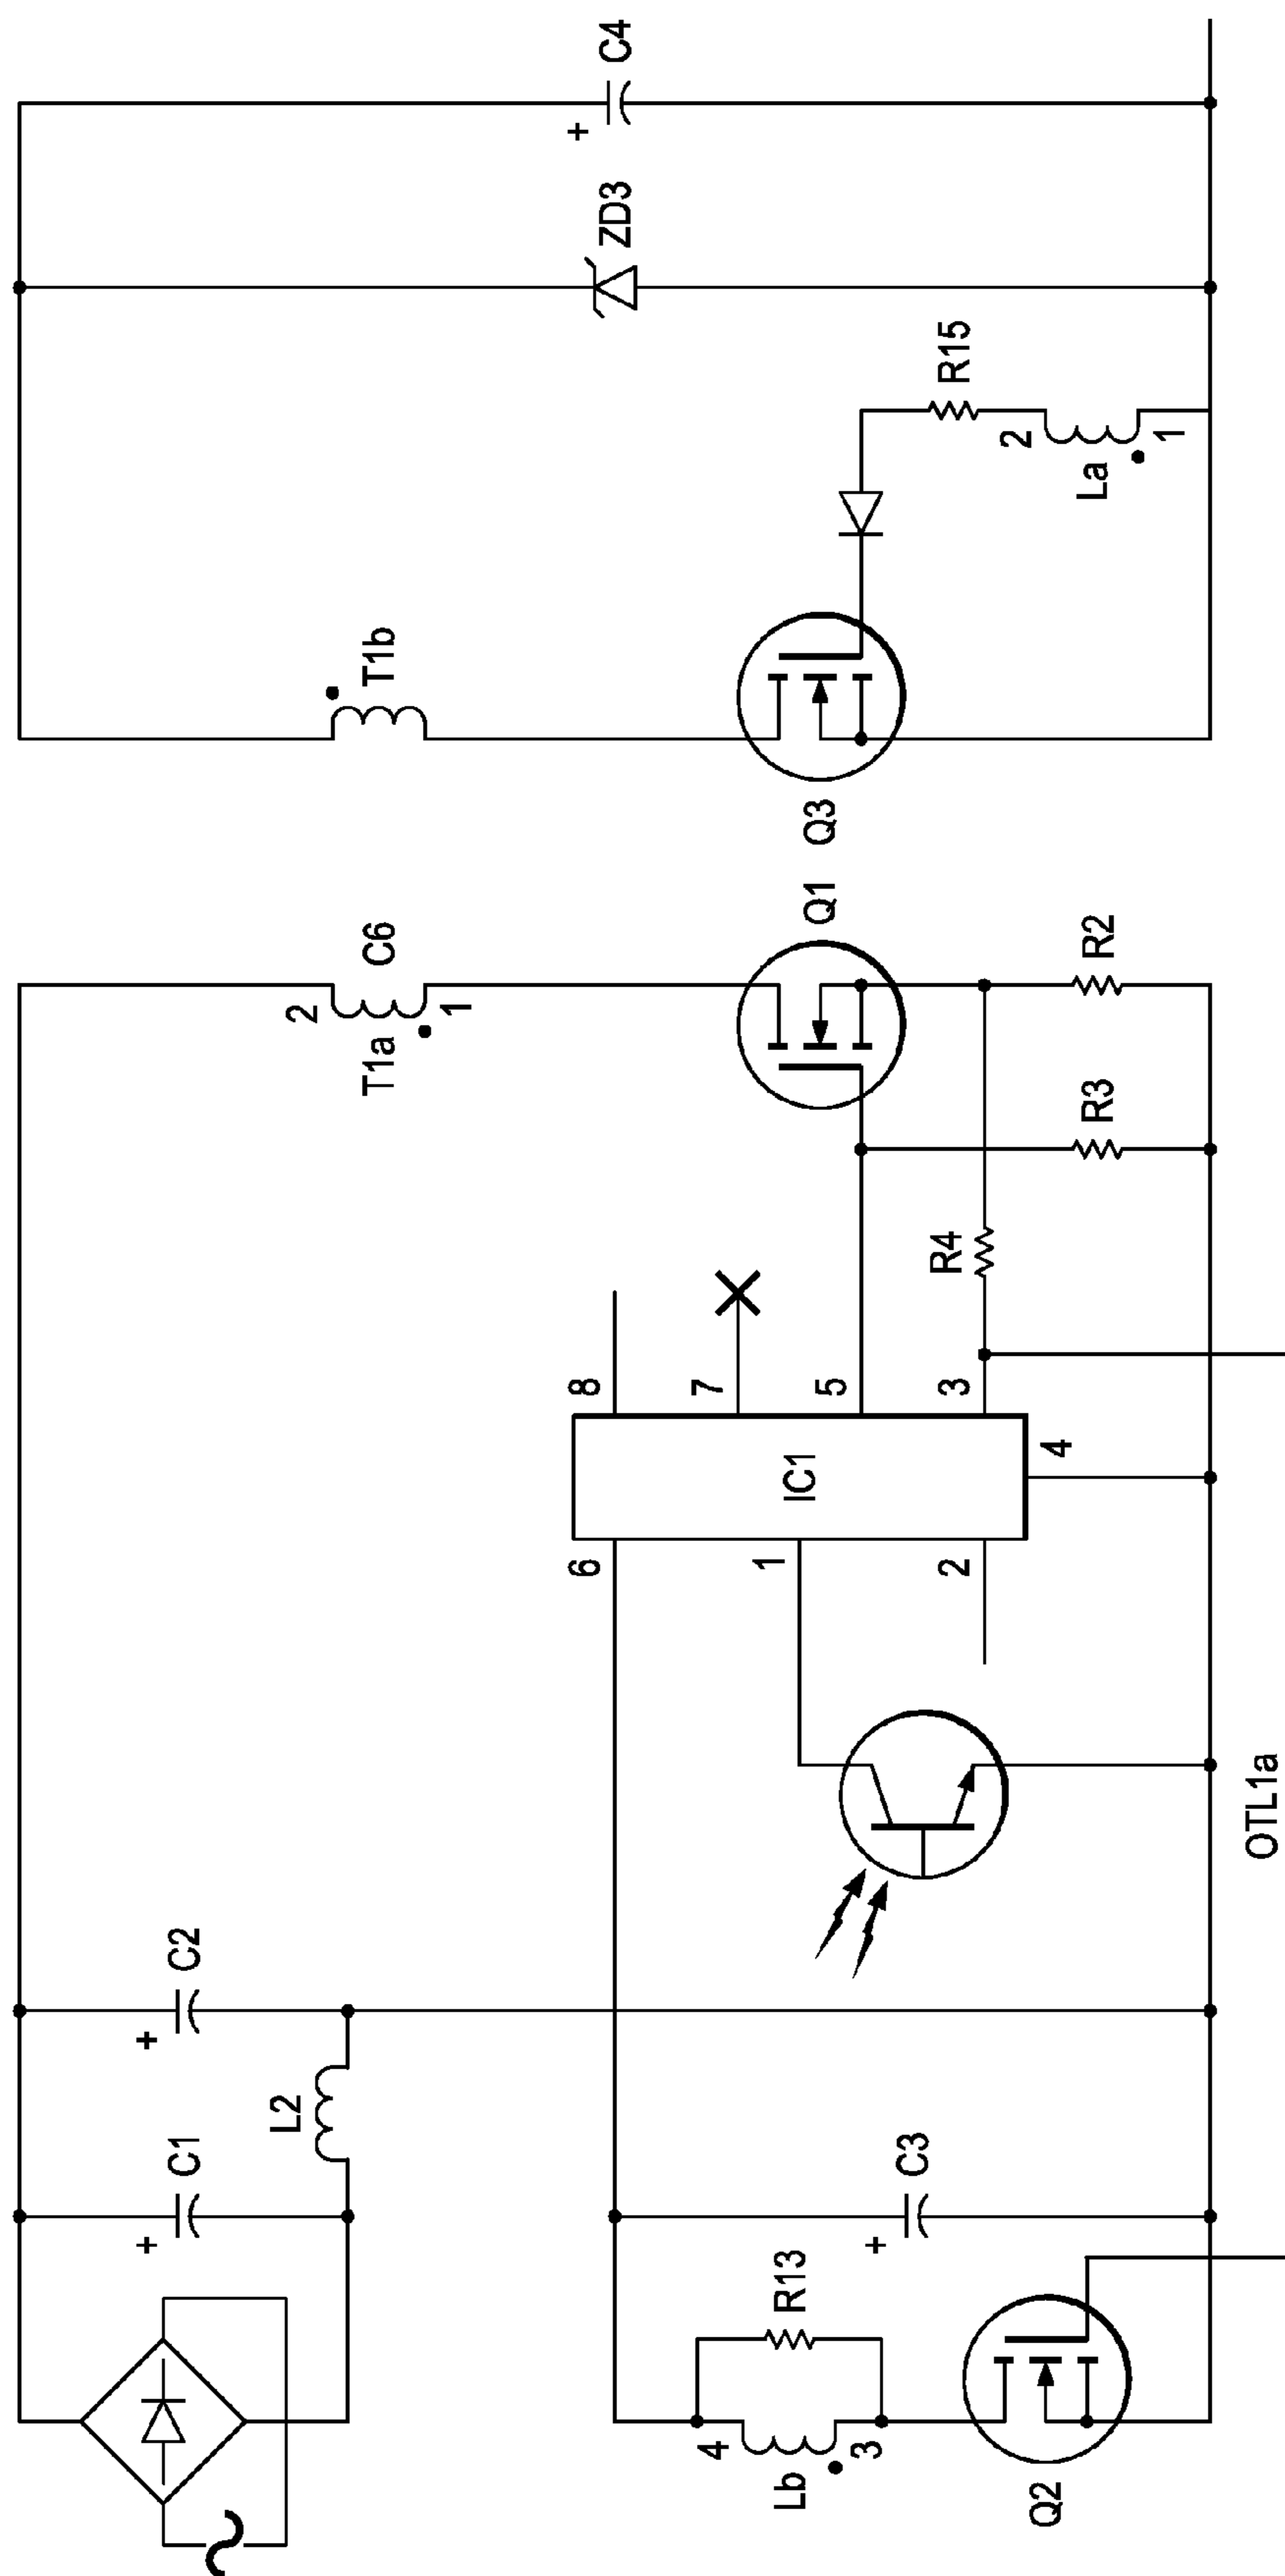 +
C1
+
C2
L2
2
T1a
C6
1
T1b
+
C4
ZD3
6
8
7
4
Lb
R13
3
1
IC1
5
Q1
Q3
+
C3
2
3
R4
R15
2
La
1
Q2
4
R3
R2
OTL1a